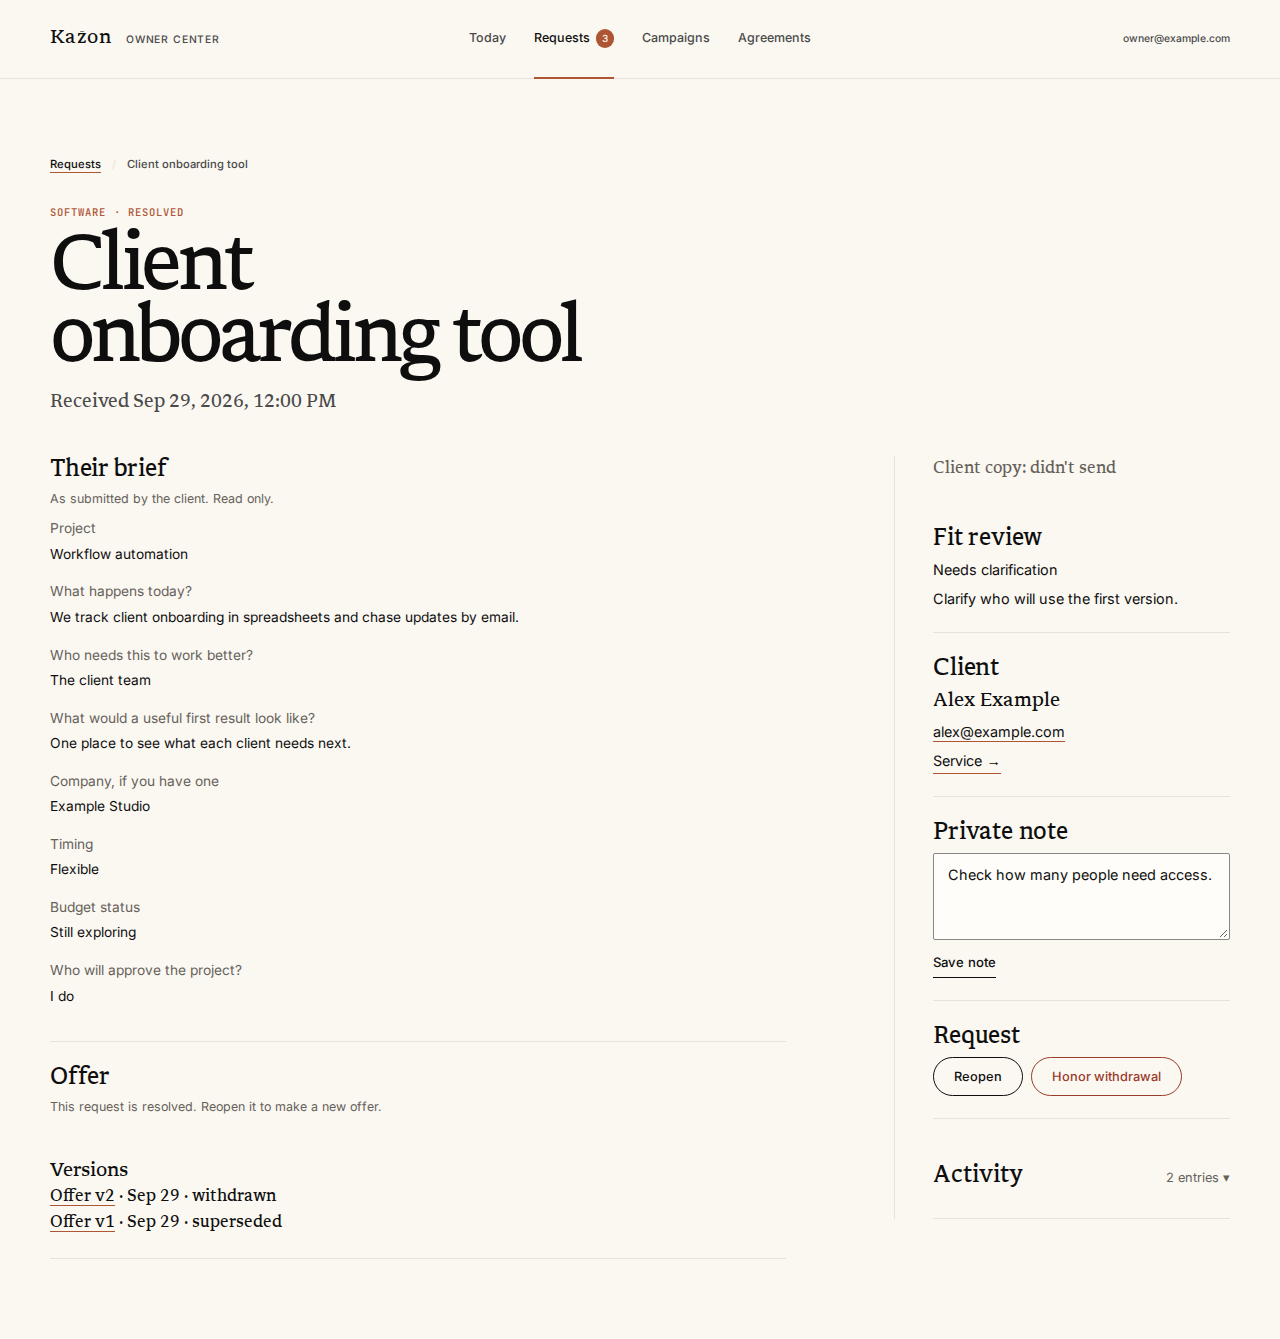 Kažon OWNER CENTER
Today Requests 3 Campaigns Agreements
owner@example.com
Requests / Client onboarding tool
SOFTWARE · RESOLVED
Client
onboarding tool
Received Sep 29, 2026, 12:00 PM
Their brief
As submitted by the client. Read only.
Project
Workflow automation
What happens today?
We track client onboarding in spreadsheets and chase updates by email.
Who needs this to work better?
The client team
What would a useful first result look like?
One place to see what each client needs next.
Company, if you have one
Example Studio
Timing
Flexible
Budget status
Still exploring
Who will approve the project?
I do
Offer
This request is resolved. Reopen it to make a new offer.
Versions
Offer v2 · Sep 29 · withdrawn
Offer v1 · Sep 29 · superseded
Client copy: didn't send
Fit review
Needs clarification
Clarify who will use the first version.
Client
Alex Example
alex@example.com
Service →
Private note
Check how many people need access.
Save note
Request
Reopen Honor withdrawal
Activity 2 entries ▾